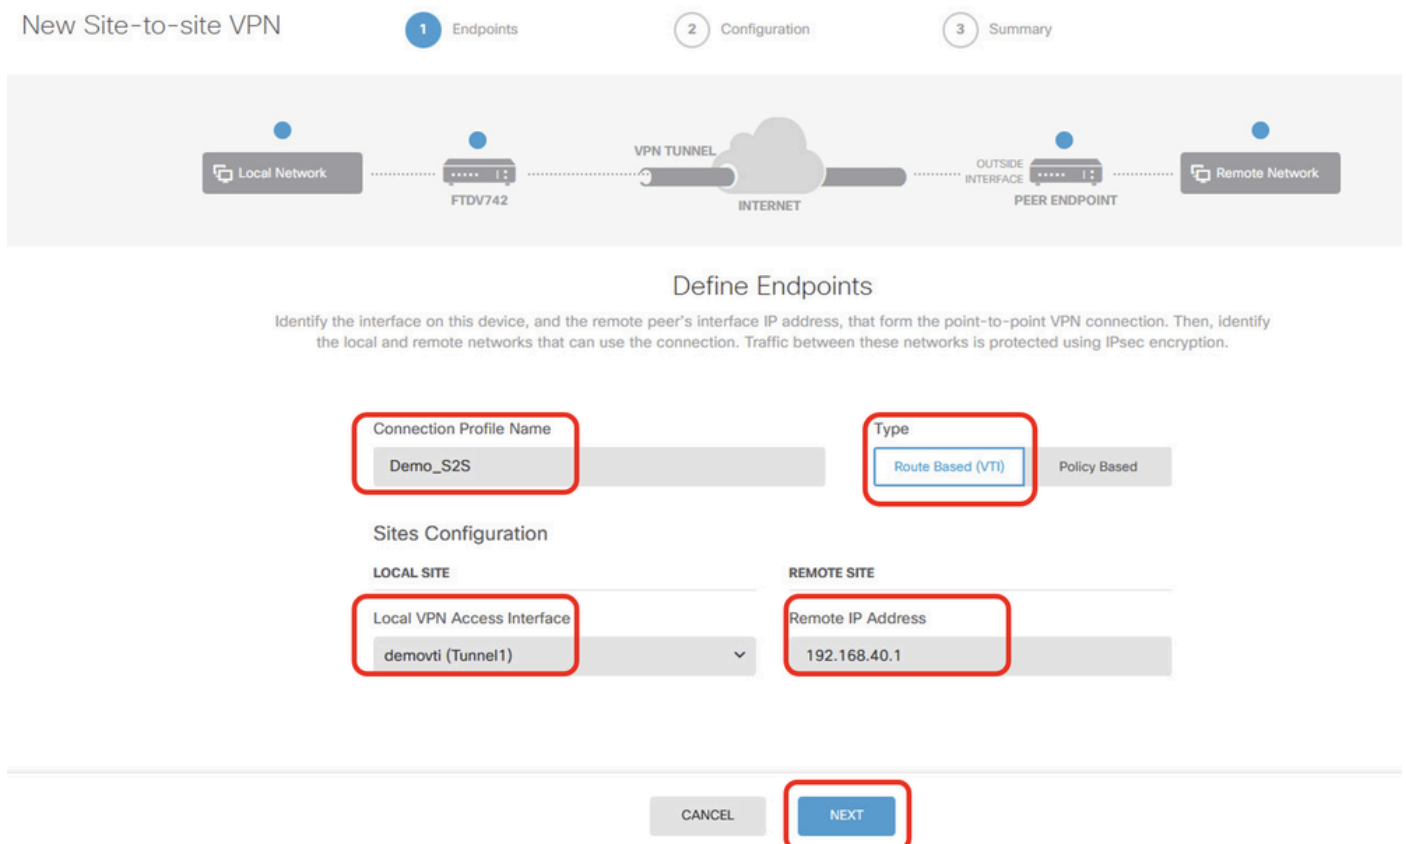 New Site-to-site VPN
1 Endpoints
2 Configuration
3 Summary
Local Network
FTDV742
VPN TUNNEL
INTERNET
OUTSIDE
INTERFACE
PEER ENDPOINT
Remote Network
Define Endpoints
Identify the interface on this device, and the remote peer's interface IP address, that form the point-to-point VPN connection. Then, identify
the local and remote networks that can use the connection. Traffic between these networks is protected using IPsec encryption.
Connection Profile Name
Demo_S2S
Type
Route Based (VTI)
Policy Based
Sites Configuration
LOCAL SITE
REMOTE SITE
Local VPN Access Interface
demovti (Tunnel1)
Remote IP Address
192.168.40.1
CANCEL
NEXT